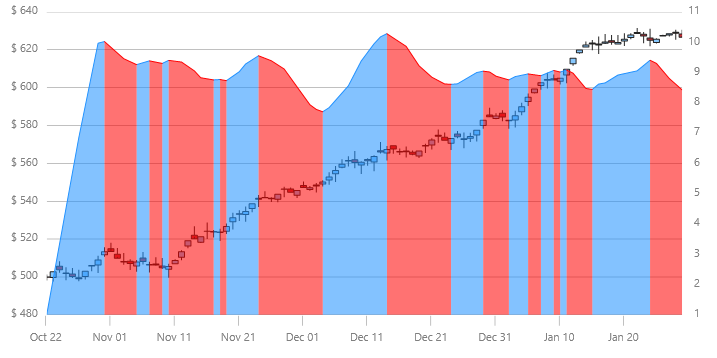 $ 640
$ 620
$ 600
$ 580
$ 560
$ 540
$ 520
$ 500
$ 480
11
10
9
8
7
6
5
4
3
2
1
Oct 22
Nov 01
Nov 11
Nov 21
Dec 01
Dec 11
Dec 21
Dec 31
Jan 10
Jan 20